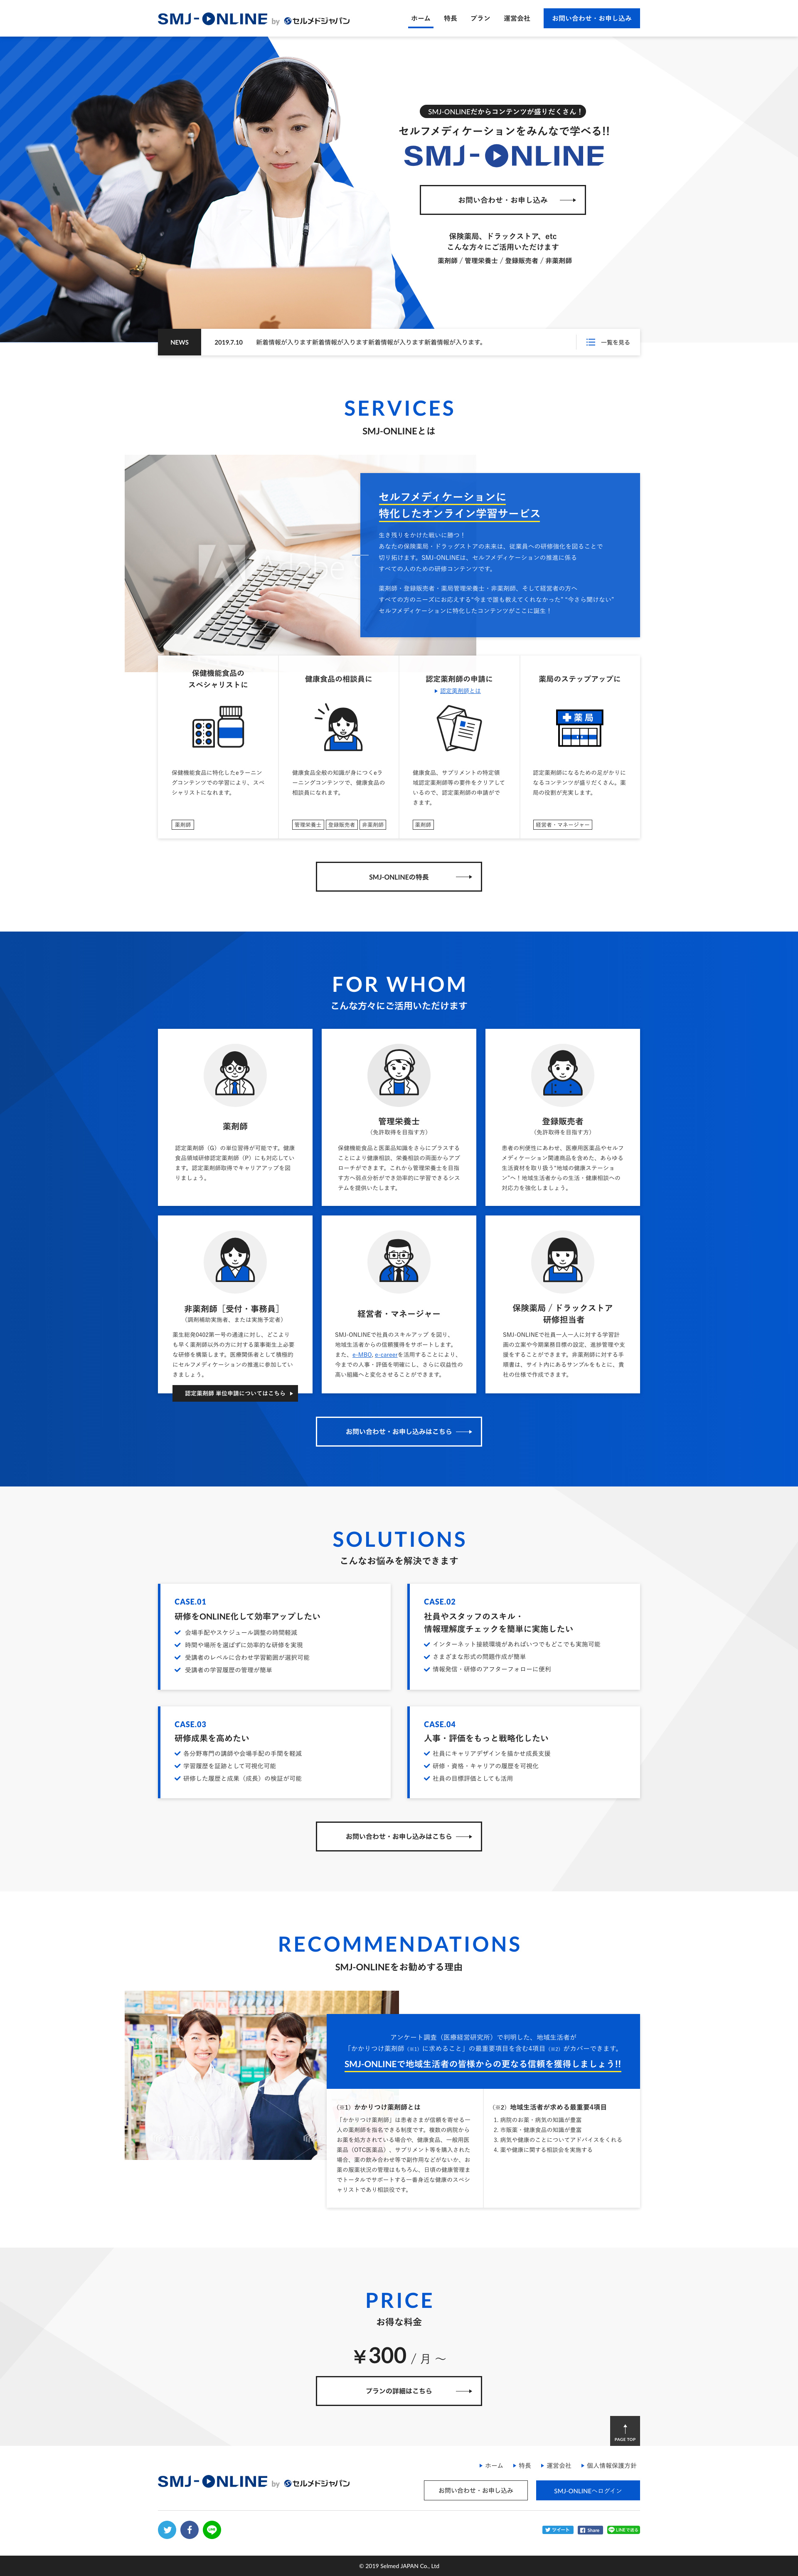 SMJ-ONLINE by セルメドジャパン
ホーム 特長 プラン 運営会社 お問い合わせ・お申し込み
SMJ-ONLINEだからコンテンツが盛りだくさん！
セルフメディケーションをみんなで学べる!!
SMJ-ONLINE
お問い合わせ・お申し込み
保険薬局、ドラックストア、etc
こんな方々にご活用いただけます
薬剤師 / 管理栄養士 / 登録販売者 / 非薬剤師
NEWS 2019.7.10 新着情報が入ります新着情報が入ります新着情報が入ります新着情報が入ります。 一覧を見る
SERVICES
SMJ-ONLINEとは
セルフメディケーションに
特化したオンライン学習サービス
生き残りをかけた戦いに勝つ！
あなたの保険薬局・ドラッグストアの未来は、従業員への研修強化を図ることで
切り拓けます。SMJ-ONLINEは、セルフメディケーションの推進に係る
すべての人のための研修コンテンツです。
薬剤師・登録販売者・薬局管理栄養士・非薬剤師、そして経営者の方へ
すべての方のニーズにお応えする“今まで誰も教えてくれなかった” “今さら聞けない”
セルフメディケーションに特化したコンテンツがここに誕生！
保健機能食品の
スペシャリストに
保健機能食品に特化したeラーニン
グコンテンツでの学習により、スペ
シャリストになれます。
薬剤師
健康食品の相談員に
健康食品全般の知識が身につくeラ
ーニングコンテンツで、健康食品の
相談員になれます。
管理栄養士 登録販売者 非薬剤師
認定薬剤師の申請に
認定薬剤師とは
健康食品、サプリメントの特定領
域認定薬剤師等の要件をクリアして
いるので、認定薬剤師の申請がで
きます。
薬剤師
薬局のステップアップに
薬局
認定薬剤師になるための足がかりに
なるコンテンツが盛りだくさん。薬
局の役割が充実します。
経営者・マネージャー
SMJ-ONLINEの特長
FOR WHOM
こんな方々にご活用いただけます
薬剤師
認定薬剤師（G）の単位習得が可能です。健康
食品領域研修認定薬剤師（P）にも対応してい
ます。認定薬剤師取得でキャリアアップを図
りましょう。
管理栄養士
（免許取得を目指す方）
保健機能食品と医薬品知識をさらにプラスする
ことにより健康相談、栄養相談の両面からアプ
ローチができます。これから管理栄養士を目指
す方へ弱点分析ができ効率的に学習できるシス
テムを提供いたします。
登録販売者
（免許取得を目指す方）
患者の利便性にあわせ、医療用医薬品やセルフ
メディケーション関連商品を含めた、あらゆる
生活資材を取り扱う“地域の健康ステーショ
ン”へ！地域生活者からの生活・健康相談への
対応力を強化しましょう。
非薬剤師［受付・事務員］
（調剤補助実施者、または実施予定者）
薬生総発0402第一号の通達に対し、どこより
も早く薬剤師以外の方に対する薬事衛生上必要
な研修を構築します。医療関係者として積極的
にセルフメディケーションの推進に参加してい
きましょう。
認定薬剤師 単位申請についてはこちら
経営者・マネージャー
SMJ-ONLINEで社員のスキルアップ を図り、
地域生活者からの信頼獲得をサポートします。
また、e-MBO, e-careerを活用することにより、
今までの人事・評価を明確にし、さらに収益性の
高い組織へと変化させることができます。
保険薬局 / ドラックストア
研修担当者
SMJ-ONLINEで社員一人一人に対する学習計
画の立案や今期業務目標の設定、進捗管理や支
援をすることができます。非薬剤師に対する手
順書は、サイト内にあるサンプルをもとに、貴
社の仕様で作成できます。
お問い合わせ・お申し込みはこちら
SOLUTIONS
こんなお悩みを解決できます
CASE.01
研修をONLINE化して効率アップしたい
会場手配やスケジュール調整の時間軽減
時間や場所を選ばずに効率的な研修を実現
受講者のレベルに合わせ学習範囲が選択可能
受講者の学習履歴の管理が簡単
CASE.02
社員やスタッフのスキル・
情報理解度チェックを簡単に実施したい
インターネット接続環境があればいつでもどこでも実施可能
さまざまな形式の問題作成が簡単
情報発信・研修のアフターフォローに便利
CASE.03
研修成果を高めたい
各分野専門の講師や会場手配の手間を軽減
学習履歴を証跡として可視化可能
研修した履歴と成果（成長）の検証が可能
CASE.04
人事・評価をもっと戦略化したい
社員にキャリアデザインを描かせ成長支援
研修・資格・キャリアの履歴を可視化
社員の目標評価としても活用
お問い合わせ・お申し込みはこちら
RECOMMENDATIONS
SMJ-ONLINEをお勧めする理由
アンケート調査（医療経営研究所）で判明した、地域生活者が
「かかりつけ薬剤師（※1）に求めること」の最重要項目を含む4項目（※2）がカバーできます。
SMJ-ONLINEで地域生活者の皆様からの更なる信頼を獲得しましょう!!
（※1）かかりつけ薬剤師とは
「かかりつけ薬剤師」は患者さまが信頼を寄せる一
人の薬剤師を指名できる制度です。複数の病院から
お薬を処方されている場合や、健康食品、一般用医
薬品（OTC医薬品）、サプリメント等を購入された
場合、薬の飲み合わせ等で副作用などがないか、お
薬の服薬状況の管理はもちろん、日頃の健康管理ま
でトータルでサポートする一番身近な健康のスペシ
ャリストであり相談役です。
（※2）地域生活者が求める最重要4項目
1. 病院のお薬・病気の知識が豊富
2. 市販薬・健康食品の知識が豊富
3. 病気や健康のことについてアドバイスをくれる
4. 薬や健康に関する相談会を実施する
PRICE
お得な料金
￥300 / 月 〜
プランの詳細はこちら
PAGE TOP
ホーム 特長 運営会社 個人情報保護方針
SMJ-ONLINE by セルメドジャパン
お問い合わせ・お申し込み SMJ-ONLINEへログイン
ツイート Share LINEで送る
© 2019 Selmed JAPAN Co., Ltd